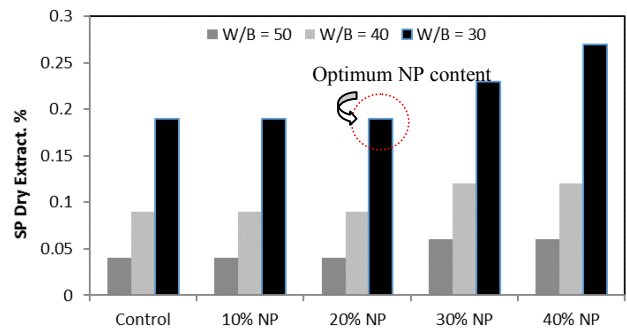 0.3
W/B = 50 W/B = 40 W/B = 30
0.25
Optimum NP content
0.2
0.15
0.1
0.05
0
SP Dry Extract. %
Control 10% NP 20% NP 30% NP 40% NP